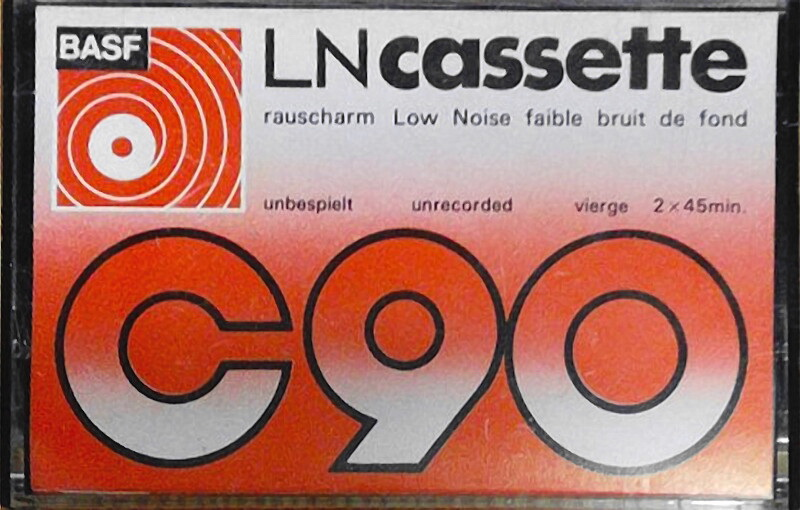 BASF
LN cassette
rauscharm Low Noise faible bruit de fond
unbespielt unrecorded vierge 2 x 45min.
C90